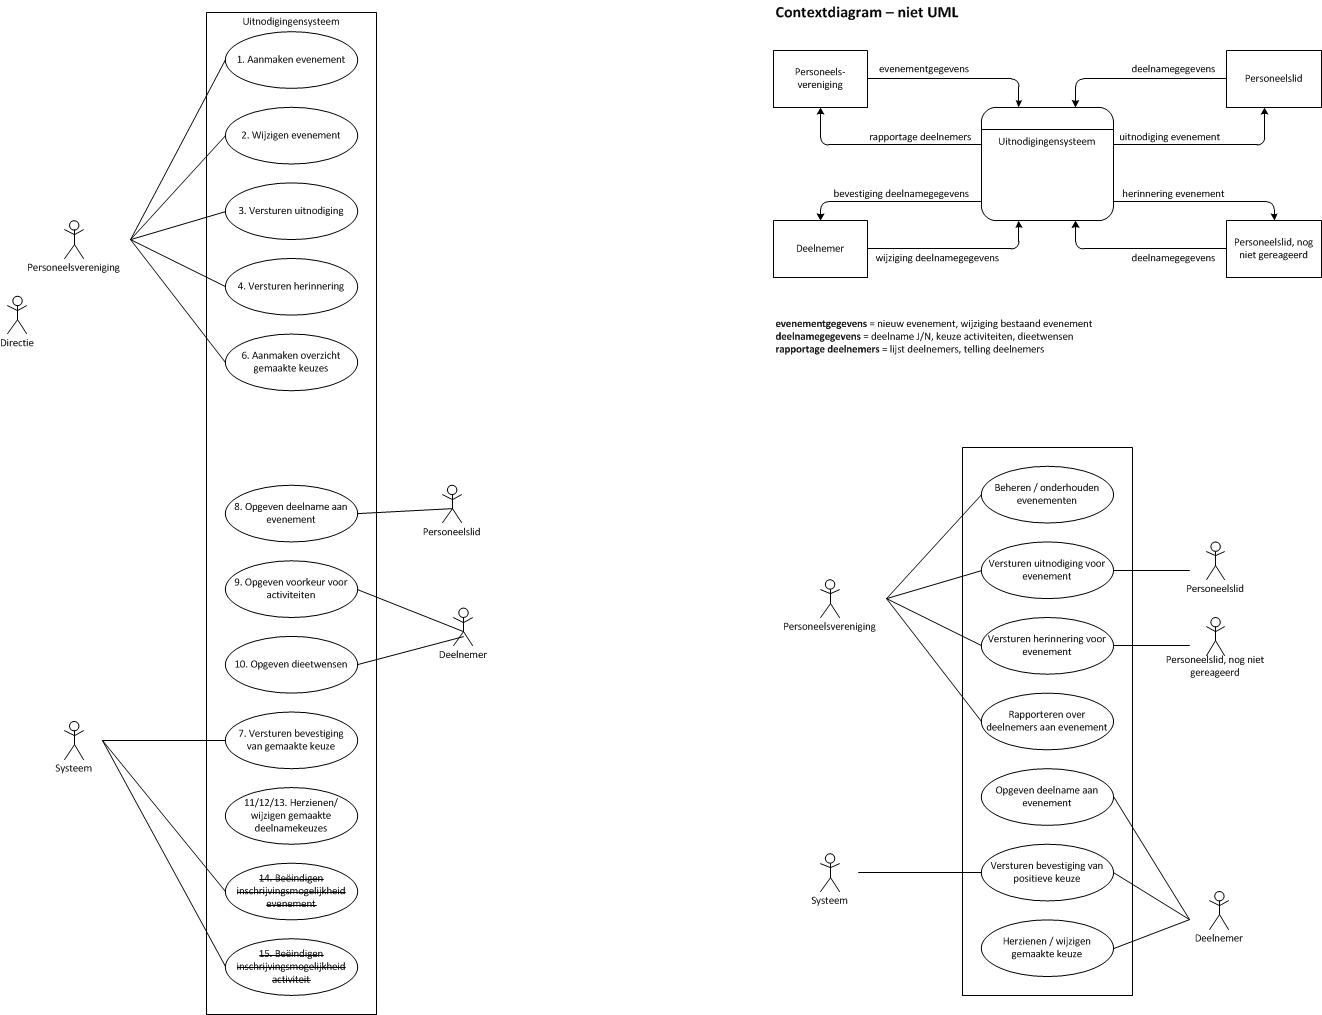 Uitnodigingensysteem
1. Aanmaken evenement
2. Wijzigen evenement
3. Versturen uitnodiging
Personeelsvereniging
4. Versturen herinnering
Directie
6. Aanmaken overzicht
gemaakte keuzes
8. Opgeven deelname aan
evenement
Personeelslid
9. Opgeven voorkeur voor
activiteiten
Deelnemer
10. Opgeven dieetwensen
7. Versturen bevestiging
van gemaakte keuze
Systeem
11/12/13. Herzienen/
wijzigen gemaakte
deelnamekeuzes
14. Beëindigen
inschrijvingsmogelijkheid
evenement
15. Beëindigen
inschrijvingsmogelijkheid
activiteit
Contextdiagram – niet UML
Personeels-
vereniging
evenementgegevens
deelnamegegevens
Personeelslid
rapportage deelnemers
Uitnodigingensysteem
uitnodiging evenement
bevestiging deelnamegegevens
herinnering evenement
Deelnemer
Personeelslid, nog
niet gereageerd
wijziging deelnamegegevens
deelnamegegevens
evenementgegevens = nieuw evenement, wijziging bestaand evenement
deelnamegegevens = deelname J/N, keuze activiteiten, dieetwensen
rapportage deelnemers = lijst deelnemers, telling deelnemers
Beheren / onderhouden
evenementen
Versturen uitnodiging voor
evenement
Personeelslid
Personeelsvereniging
Versturen herinnering voor
evenement
Personeelslid, nog niet
gereageerd
Rapporteren over
deelnemers aan evenement
Opgeven deelname aan
evenement
Versturen bevestiging van
positieve keuze
Systeem
Deelnemer
Herzienen / wijzigen
gemaakte keuze